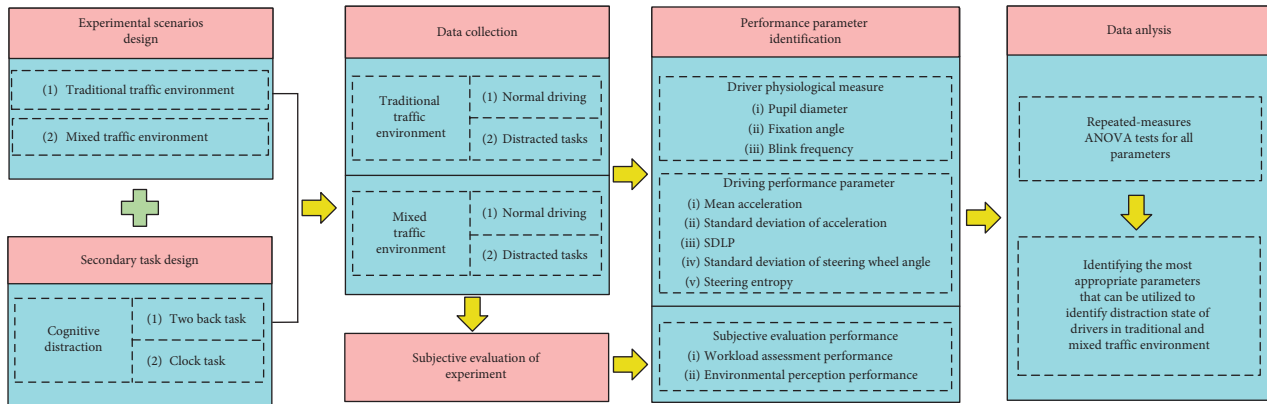 Experimental scenarios
design
(1) Traditional traffic environment
(2) Mixed traffic environment
Secondary task design
Cognitive
distraction
(1) Two back task
(2) Clock task
Data collection
Traditional
traffic
environment
(1) Normal driving
(2) Distracted tasks
Mixed
traffic
environment
(1) Normal driving
(2) Distracted tasks
Subjective evaluation of
experiment
Performance parameter
identification
Driver physiological measure
(i) Pupil diameter
(ii) Fixation angle
(iii) Blink frequency
Driving performance parameter
(i) Mean acceleration
(ii) Standard deviation of acceleration
(iii) SDLP
(iv) Standard deviation of steering wheel angle
(v) Steering entropy
Subjective evaluation performance
(i) Workload assessment performance
(ii) Environmental perception performance
Data anlysis
Repeated-measures
ANOVA tests for all
parameters
Identifying the most
appropriate parameters
that can be utilized to
identify distraction state of
drivers in traditional and
mixed traffic environment